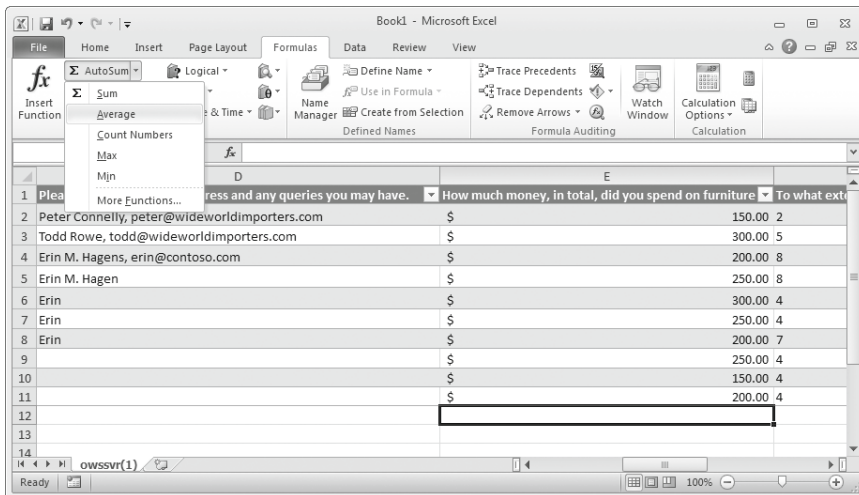 Book1 - Microsoft Excel
File Home Insert Page Layout Formulas Data Review View
fx Insert Function
Σ AutoSum
Logical
& Time
Σ Sum
Average
Count Numbers
Max
Min
More Functions...
Name Manager
Define Name
Use in Formula
Create from Selection
Defined Names
Trace Precedents
Trace Dependents
Remove Arrows
Watch Window
Formula Auditing
Calculation Options
Calculation
fx
D E
1 Plea ress and any queries you may have. How much money, in total, did you spend on furniture To what exte
2 Peter Connelly, peter@wideworldimporters.com $ 150.00 2
3 Todd Rowe, todd@wideworldimporters.com $ 300.00 5
4 Erin M. Hagens, erin@contoso.com $ 200.00 8
5 Erin M. Hagen $ 250.00 8
6 Erin $ 300.00 4
7 Erin $ 250.00 4
8 Erin $ 200.00 7
9 $ 250.00 4
10 $ 150.00 4
11 $ 200.00 4
12
13
14
owssvr(1)
Ready 100%